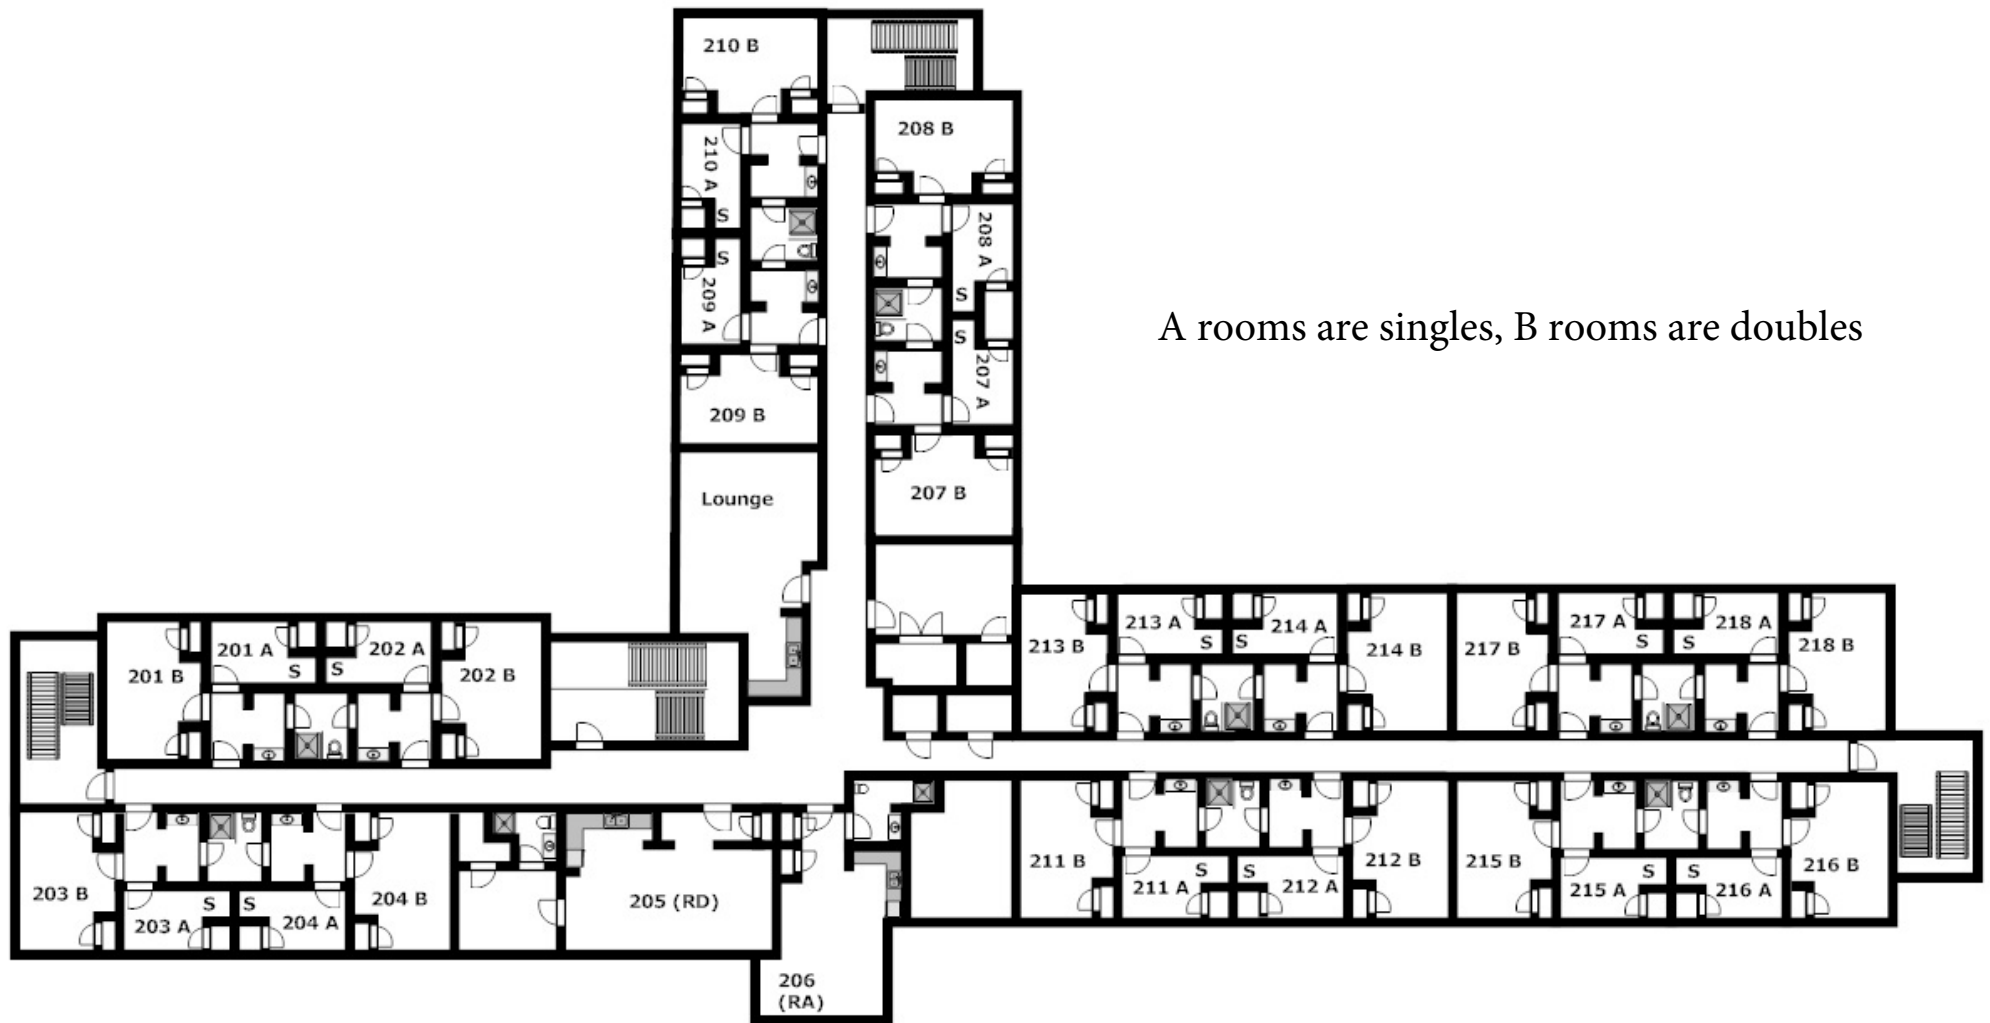 210 B
208 B
210 A
S
208 A
S
209 A
S
A rooms are singles, B rooms are doubles
S
207 A
209 B
207 B
Lounge
213 B
213 A
S
S
214 A
214 B
217 B
217 A
S
S
218 A
218 B
201 B
201 A
S
S
202 A
202 B
203 B
203 A
S
S
204 A
204 B
205 (RD)
206
(RA)
211 B
211 A
S
S
212 A
212 B
215 B
215 A
S
S
216 A
216 B